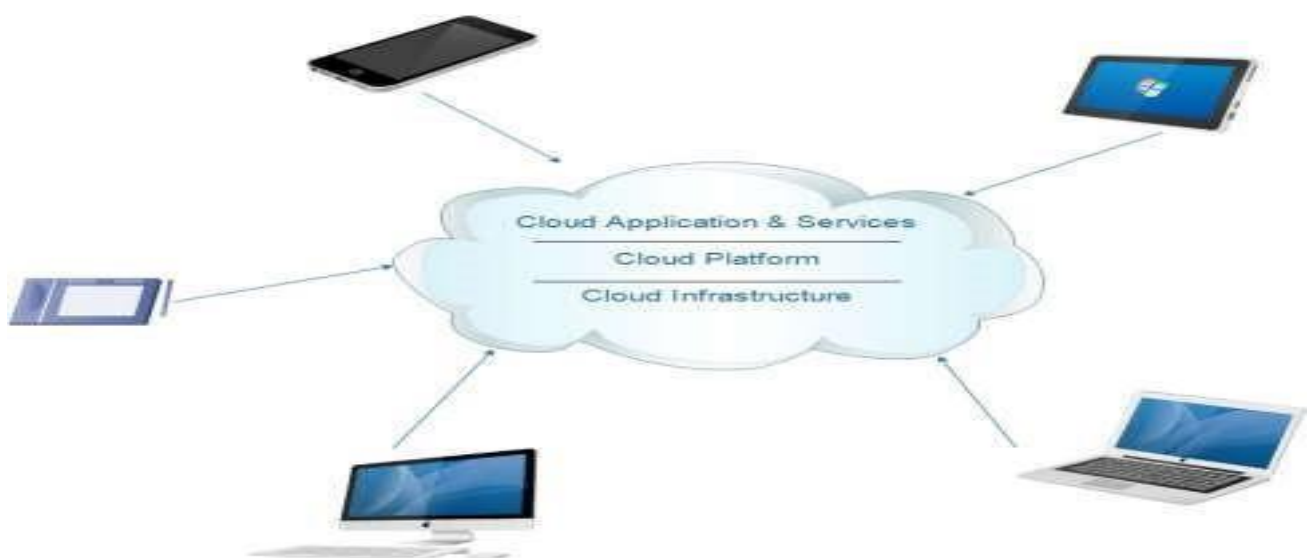 Cloud Application & Services
Cloud Platform
Cloud Infrastructure